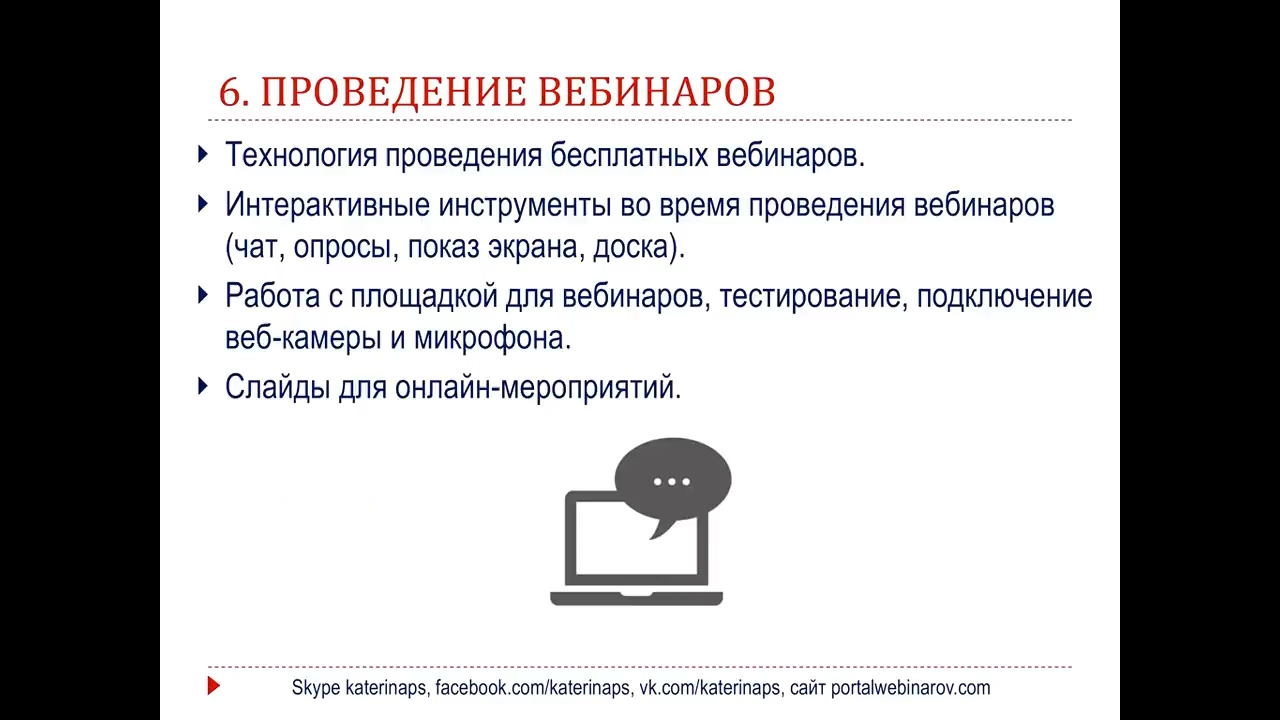 6. ПРОВЕДЕНИЕ ВЕБИНАРОВ
Технология проведения бесплатных вебинаров.
Интерактивные инструменты во время проведения вебинаров
(чат, опросы, показ экрана, доска).
Работа с площадкой для вебинаров, тестирование, подключение
веб-камеры и микрофона.
Слайды для онлайн-мероприятий.
Skype katerinaps, facebook.com/katerinaps, vk.com/katerinaps, сайт portalwebinarov.com